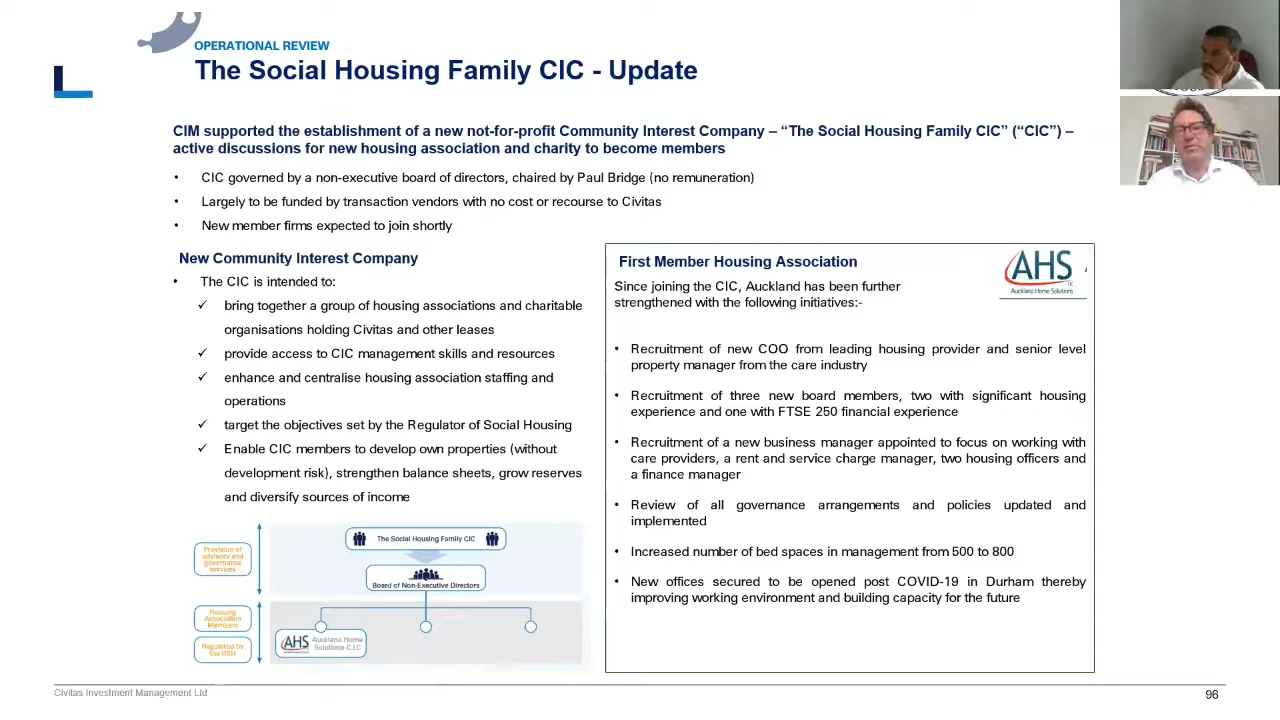 OPERATIONAL REVIEW
The Social Housing Family CIC - Update
CIM supported the establishment of a new not-for-profit Community Interest Company – “The Social Housing Family CIC” (“CIC”) –
active discussions for new housing association and charity to become members
• CIC governed by a non-executive board of directors, chaired by Paul Bridge (no remuneration)
• Largely to be funded by transaction vendors with no cost or recourse to Civitas
• New member firms expected to join shortly
New Community Interest Company
• The CIC is intended to:
✓ bring together a group of housing associations and charitable
organisations holding Civitas and other leases
✓ provide access to CIC management skills and resources
✓ enhance and centralise housing association staffing and
operations
✓ target the objectives set by the Regulator of Social Housing
✓ Enable CIC members to develop own properties (without
development risk), strengthen balance sheets, grow reserves
and diversify sources of income
Provision of
advisory and
governance
services
The Social Housing Family CIC
Board of Non-Executive Directors
Housing
Association
Members
Regulated by
the RSH
AHS
Auckland Home
Solutions C.I.C
First Member Housing Association
AHS
Auckland Home Solutions
Since joining the CIC, Auckland has been further
strengthened with the following initiatives:-
• Recruitment of new COO from leading housing provider and senior level
property manager from the care industry
• Recruitment of three new board members, two with significant housing
experience and one with FTSE 250 financial experience
• Recruitment of a new business manager appointed to focus on working with
care providers, a rent and service charge manager, two housing officers and
a finance manager
• Review of all governance arrangements and policies updated and
implemented
• Increased number of bed spaces in management from 500 to 800
• New offices secured to be opened post COVID-19 in Durham thereby
improving working environment and building capacity for the future
Civitas Investment Management Ltd
96